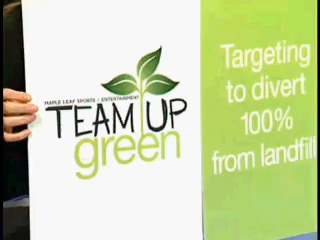 MAPLE LEAF SPORTS & ENTERTAINMENT
TEAM UP
green
Targeting
to divert
100%
from landfill